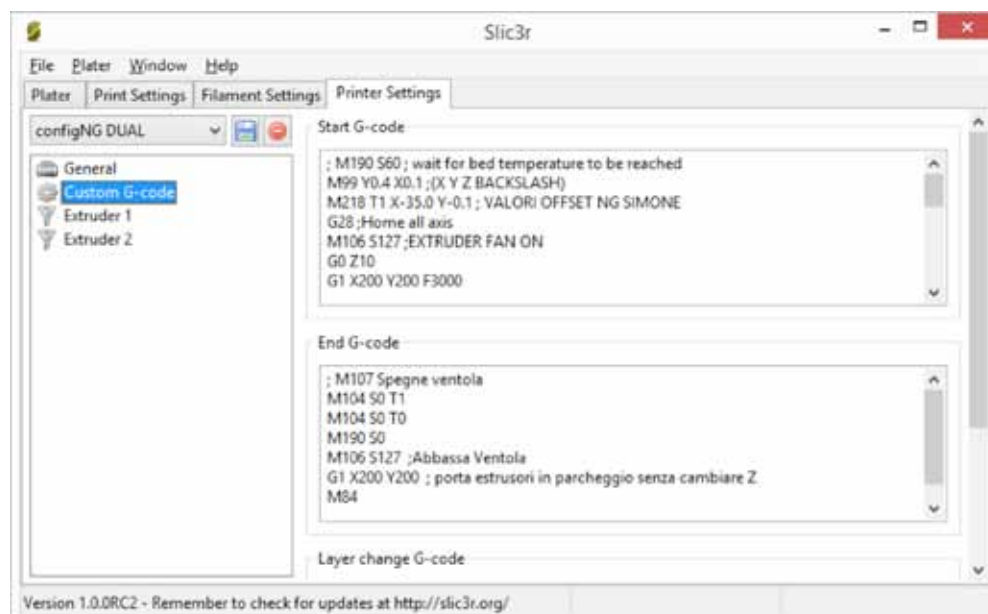 Slic3r
File Plater Window Help
Plater Print Settings Filament Settings Printer Settings
configNG DUAL
General
Custom G-code
Extruder 1
Extruder 2
Start G-code
; M190 S60 ; wait for bed temperature to be reached
M99 Y0.4 X0.1 ;(X Y Z BACKSLASH)
M218 T1 X-35.0 Y-0.1 ; VALORI OFFSET NG SIMONE
G28 ;Home all axis
M106 S127 ;EXTRUDER FAN ON
G0 Z10
G1 X200 Y200 F3000
End G-code
; M107 Spegne ventola
M104 S0 T1
M104 S0 T0
M190 S0
M106 S127 ;Abbassa Ventola
G1 X200 Y200 ; porta estrusori in parcheggio senza cambiare Z
M84
Layer change G-code
Version 1.0.0RC2 - Remember to check for updates at http://slic3r.org/